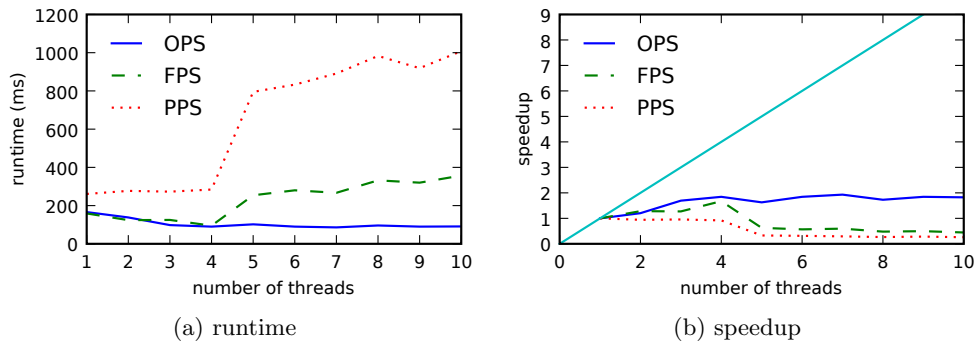 1200
1000
800
600
400
200
0
runtime (ms)
OPS
FPS
PPS
1 2 3 4 5 6 7 8 9 10
number of threads
(a) runtime
9
8
7
6
5
4
3
2
1
0
speedup
OPS
FPS
PPS
0 2 4 6 8 10
number of threads
(b) speedup